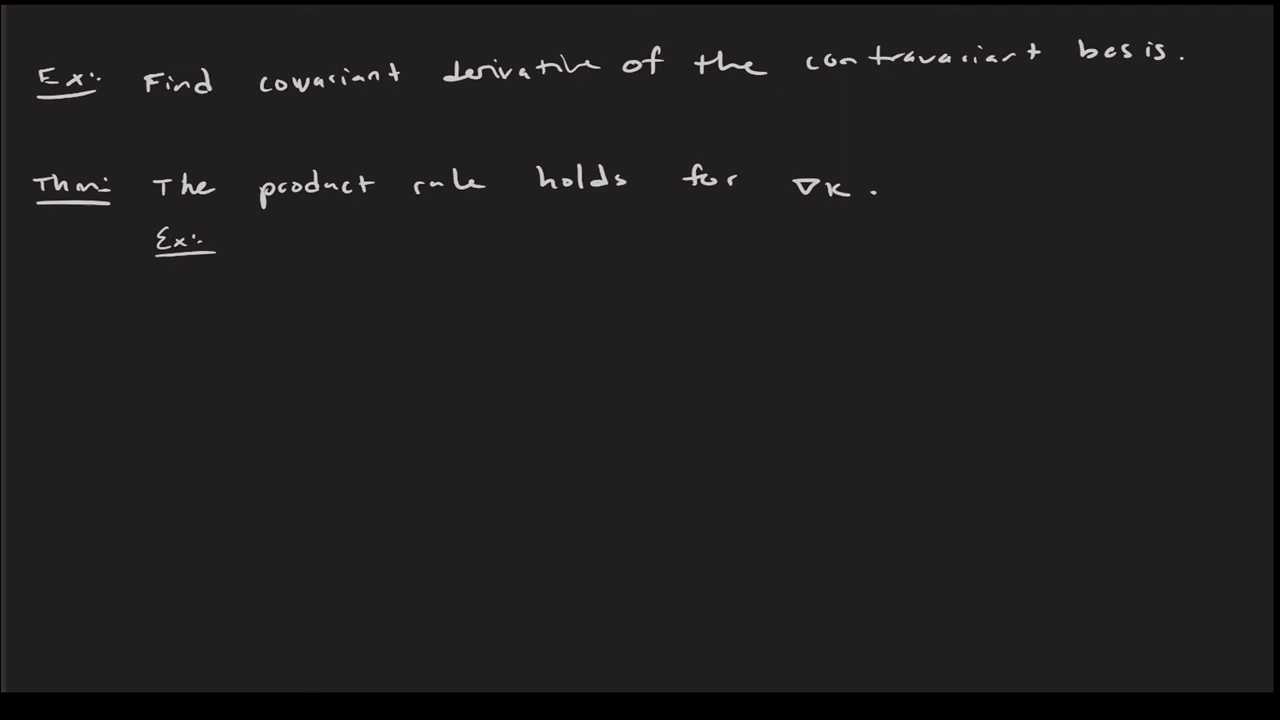 Ex: Find covariant derivative of the contravariant basis.
Thm: The product rule holds for ∇K.
Ex: